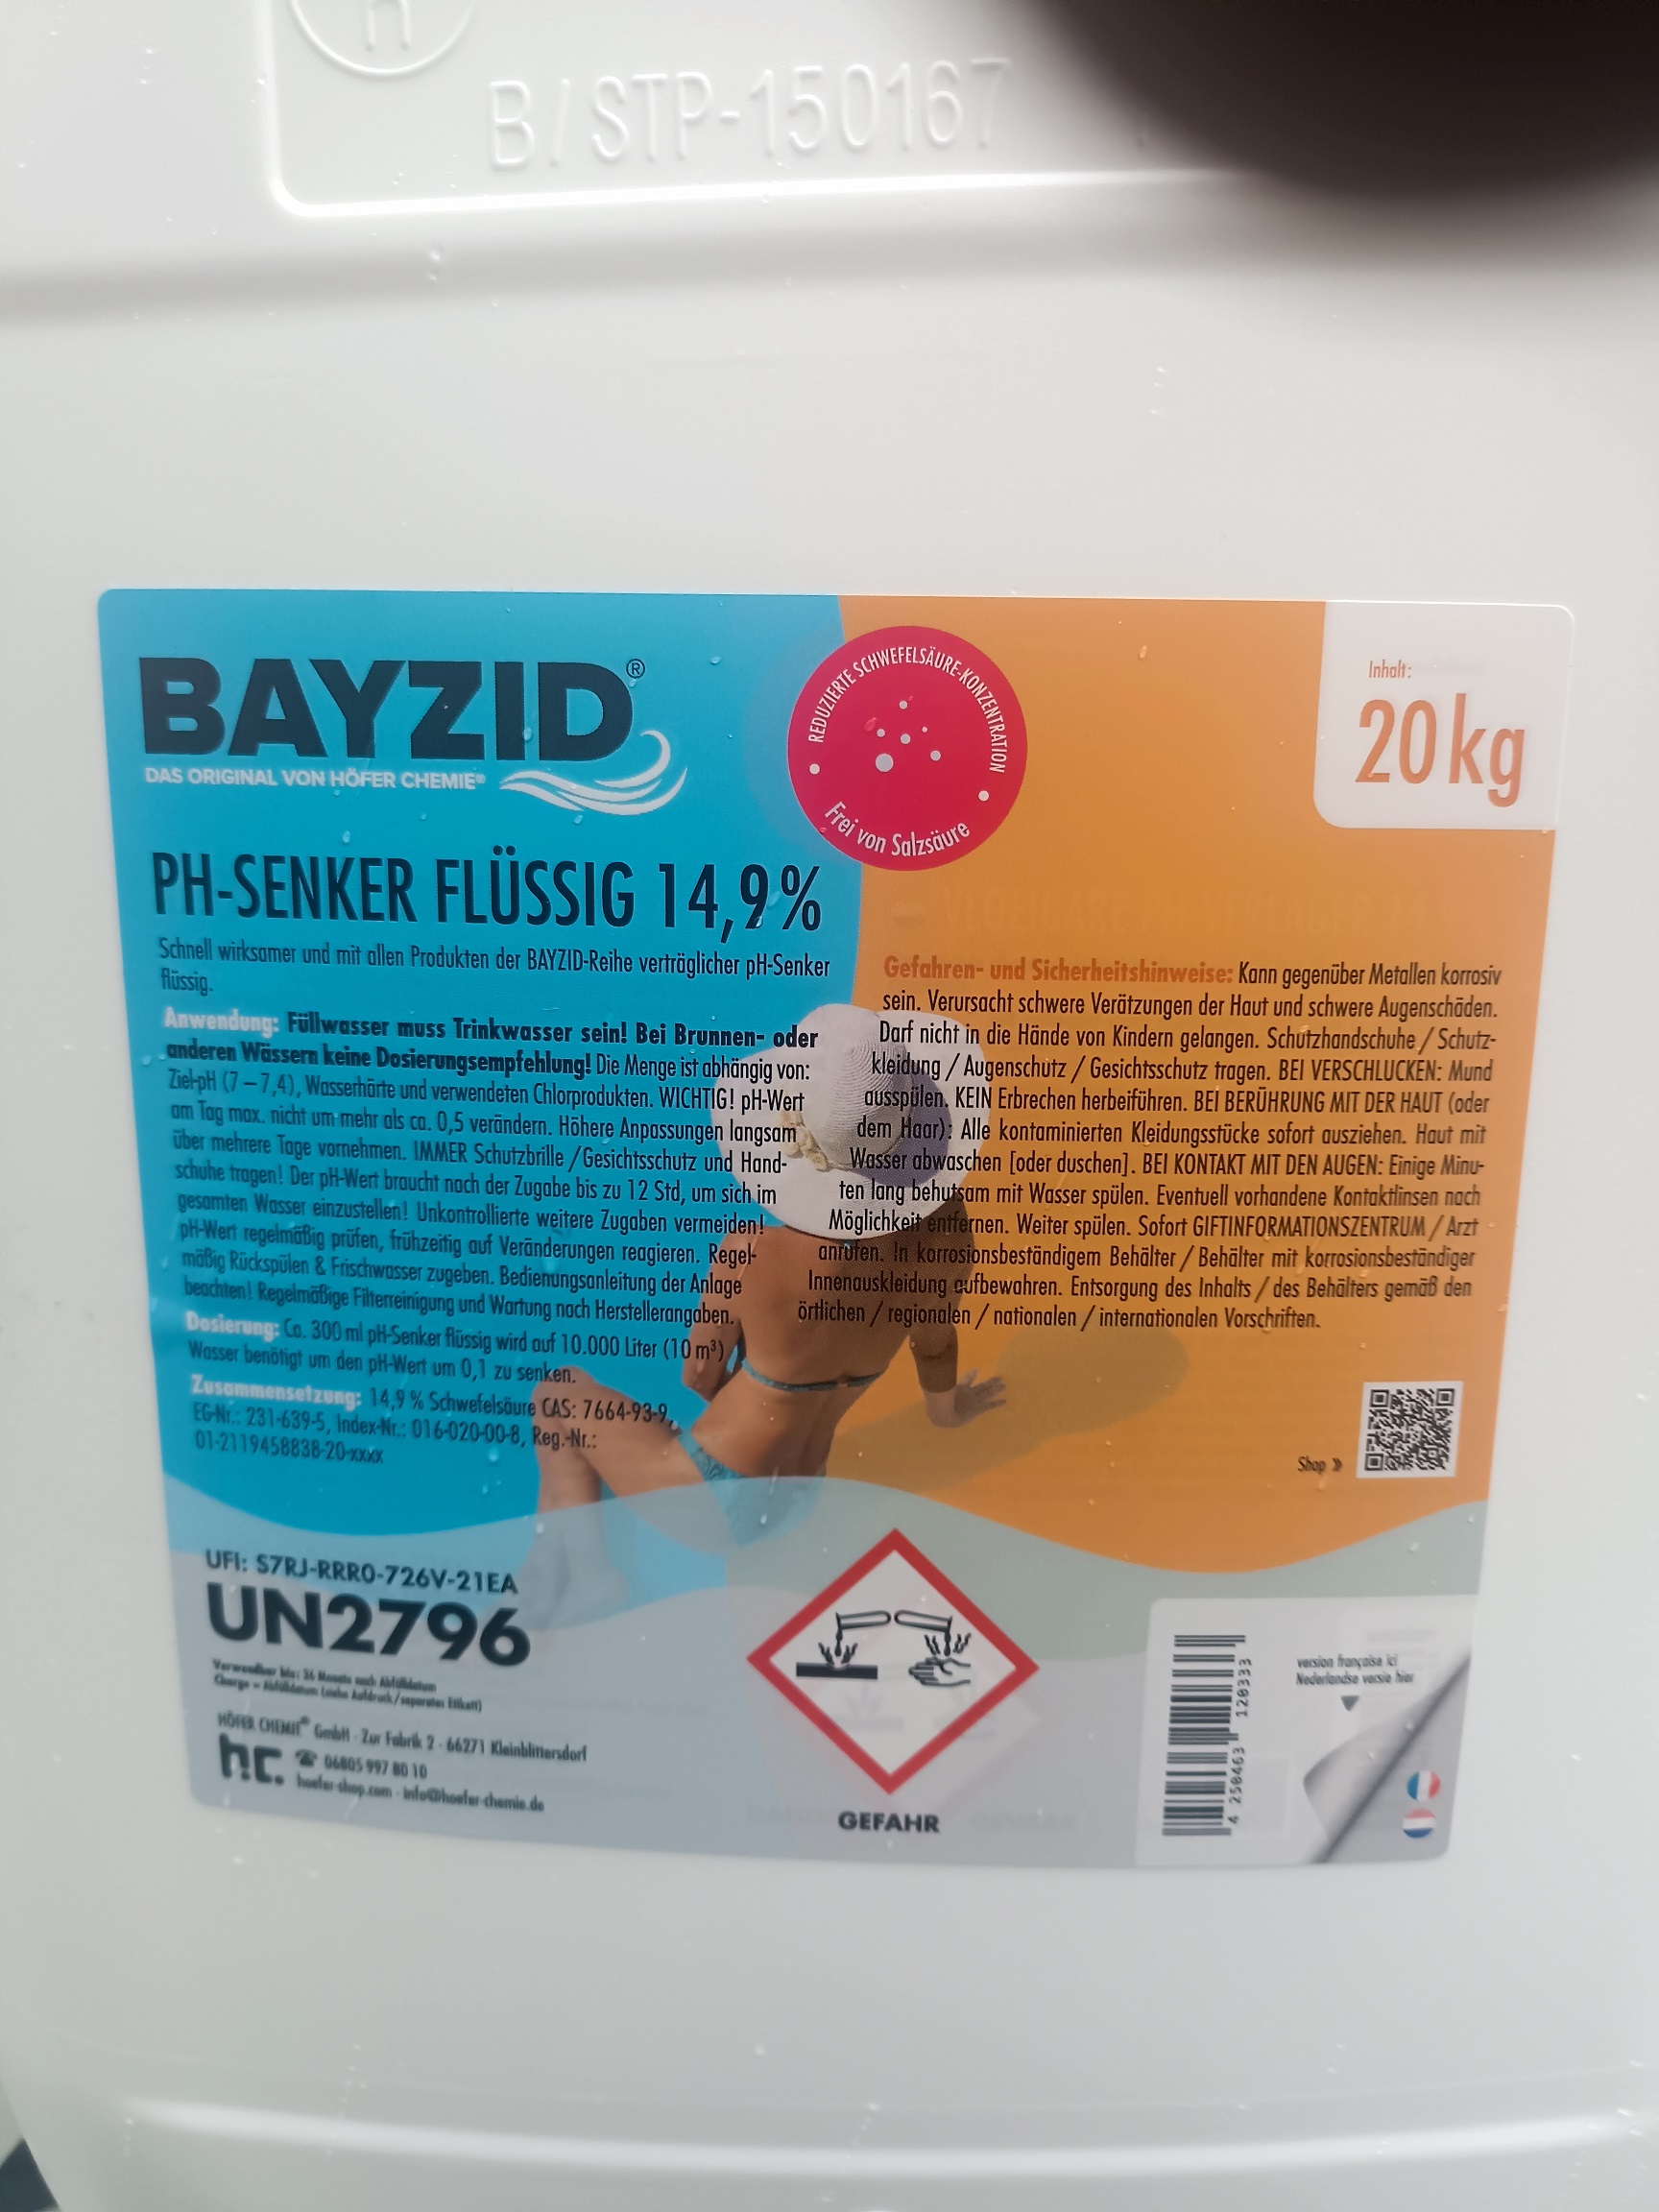 B/STP-150167
BAYZID®
DAS ORIGINAL VON HÖFER CHEMIE®
REDUZIERTE SCHWEFELSÄURE-KONZENTRATION
Frei von Salzsäure
Inhalt:
20 kg
PH-SENKER FLÜSSIG 14,9%
Schnell wirksamer und mit allen Produkten der BAYZID-Reihe verträglicher pH-Senker
flüssig.
Anwendung: Füllwasser muss Trinkwasser sein! Bei Brunnen- oder
anderen Wässern keine Dosierungsempfehlung! Die Menge ist abhängig von:
Ziel-pH (7–7,4), Wasserhärte und verwendeten Chlorprodukten. WICHTIG! pH-Wert
am Tag max. nicht um mehr als ca. 0,5 verändern. Höhere Anpassungen langsam
über mehrere Tage vornehmen. IMMER Schutzbrille /Gesichtsschutz und Hand-
schuhe tragen! Der pH-Wert braucht nach der Zugabe bis zu 12 Std, um sich im
gesamten Wasser einzustellen! Unkontrollierte weitere Zugaben vermeiden!
pH-Wert regelmäßig prüfen, frühzeitig auf Veränderungen reagieren. Regel-
mäßig Rückspülen & Frischwasser zugeben. Bedienungsanleitung der Anlage
beachten! Regelmäßige Filterreinigung und Wartung nach Herstellerangaben.
Dosierung: Ca. 300 ml pH-Senker flüssig wird auf 10.000 Liter (10 m³)
Wasser benötigt um den pH-Wert um 0,1 zu senken.
Zusammensetzung: 14,9 % Schwefelsäure CAS: 7664-93-9,
EG-Nr.: 231-639-5, Index-Nr.: 016-020-00-8, Reg.-Nr.:
01-2119458838-20-xxxx
Gefahren- und Sicherheitshinweise: Kann gegenüber Metallen korrosiv
sein. Verursacht schwere Verätzungen der Haut und schwere Augenschäden.
Darf nicht in die Hände von Kindern gelangen. Schutzhandschuhe / Schutz-
kleidung / Augenschutz / Gesichtsschutz tragen. BEI VERSCHLUCKEN: Mund
ausspülen. KEIN Erbrechen herbeiführen. BEI BERÜHRUNG MIT DER HAUT (oder
dem Haar): Alle kontaminierten Kleidungsstücke sofort ausziehen. Haut mit
Wasser abwaschen [oder duschen]. BEI KONTAKT MIT DEN AUGEN: Einige Minu-
ten lang behutsam mit Wasser spülen. Eventuell vorhandene Kontaktlinsen nach
Möglichkeit entfernen. Weiter spülen. Sofort GIFTINFORMATIONSZENTRUM / Arzt
anrufen. In korrosionsbeständigem Behälter / Behälter mit korrosionsbeständiger
Innenauskleidung aufbewahren. Entsorgung des Inhalts / des Behälters gemäß den
örtlichen / regionalen / nationalen / internationalen Vorschriften.
Shop »
UFI: S7RJ-RRR0-726V-21EA
UN2796
Verwendbar bis: 36 Monate nach Abfülldatum
Charge = Abfülldatum (siehe Aufdruck/separates Etikett)
HÖFER CHEMIE® GmbH · Zur Fabrik 2 · 66271 Kleinblittersdorf
h.c. ☎ 06805 997 80 10
hoefer-shop.com · info@hoefer-chemie.de
GEFAHR
4 250463 120333
version française ici
Nederlandse versie hier